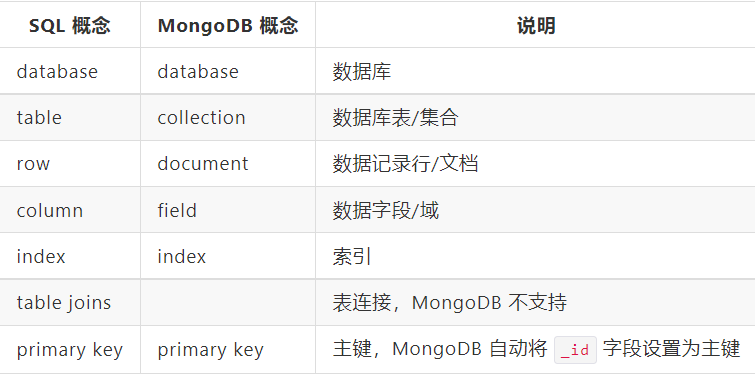 SQL 概念 MongoDB 概念 说明
database database 数据库
table collection 数据库表/集合
row document 数据记录行/文档
column field 数据字段/域
index index 索引
table joins 表连接，MongoDB 不支持
primary key primary key 主键，MongoDB 自动将 _id 字段设置为主键